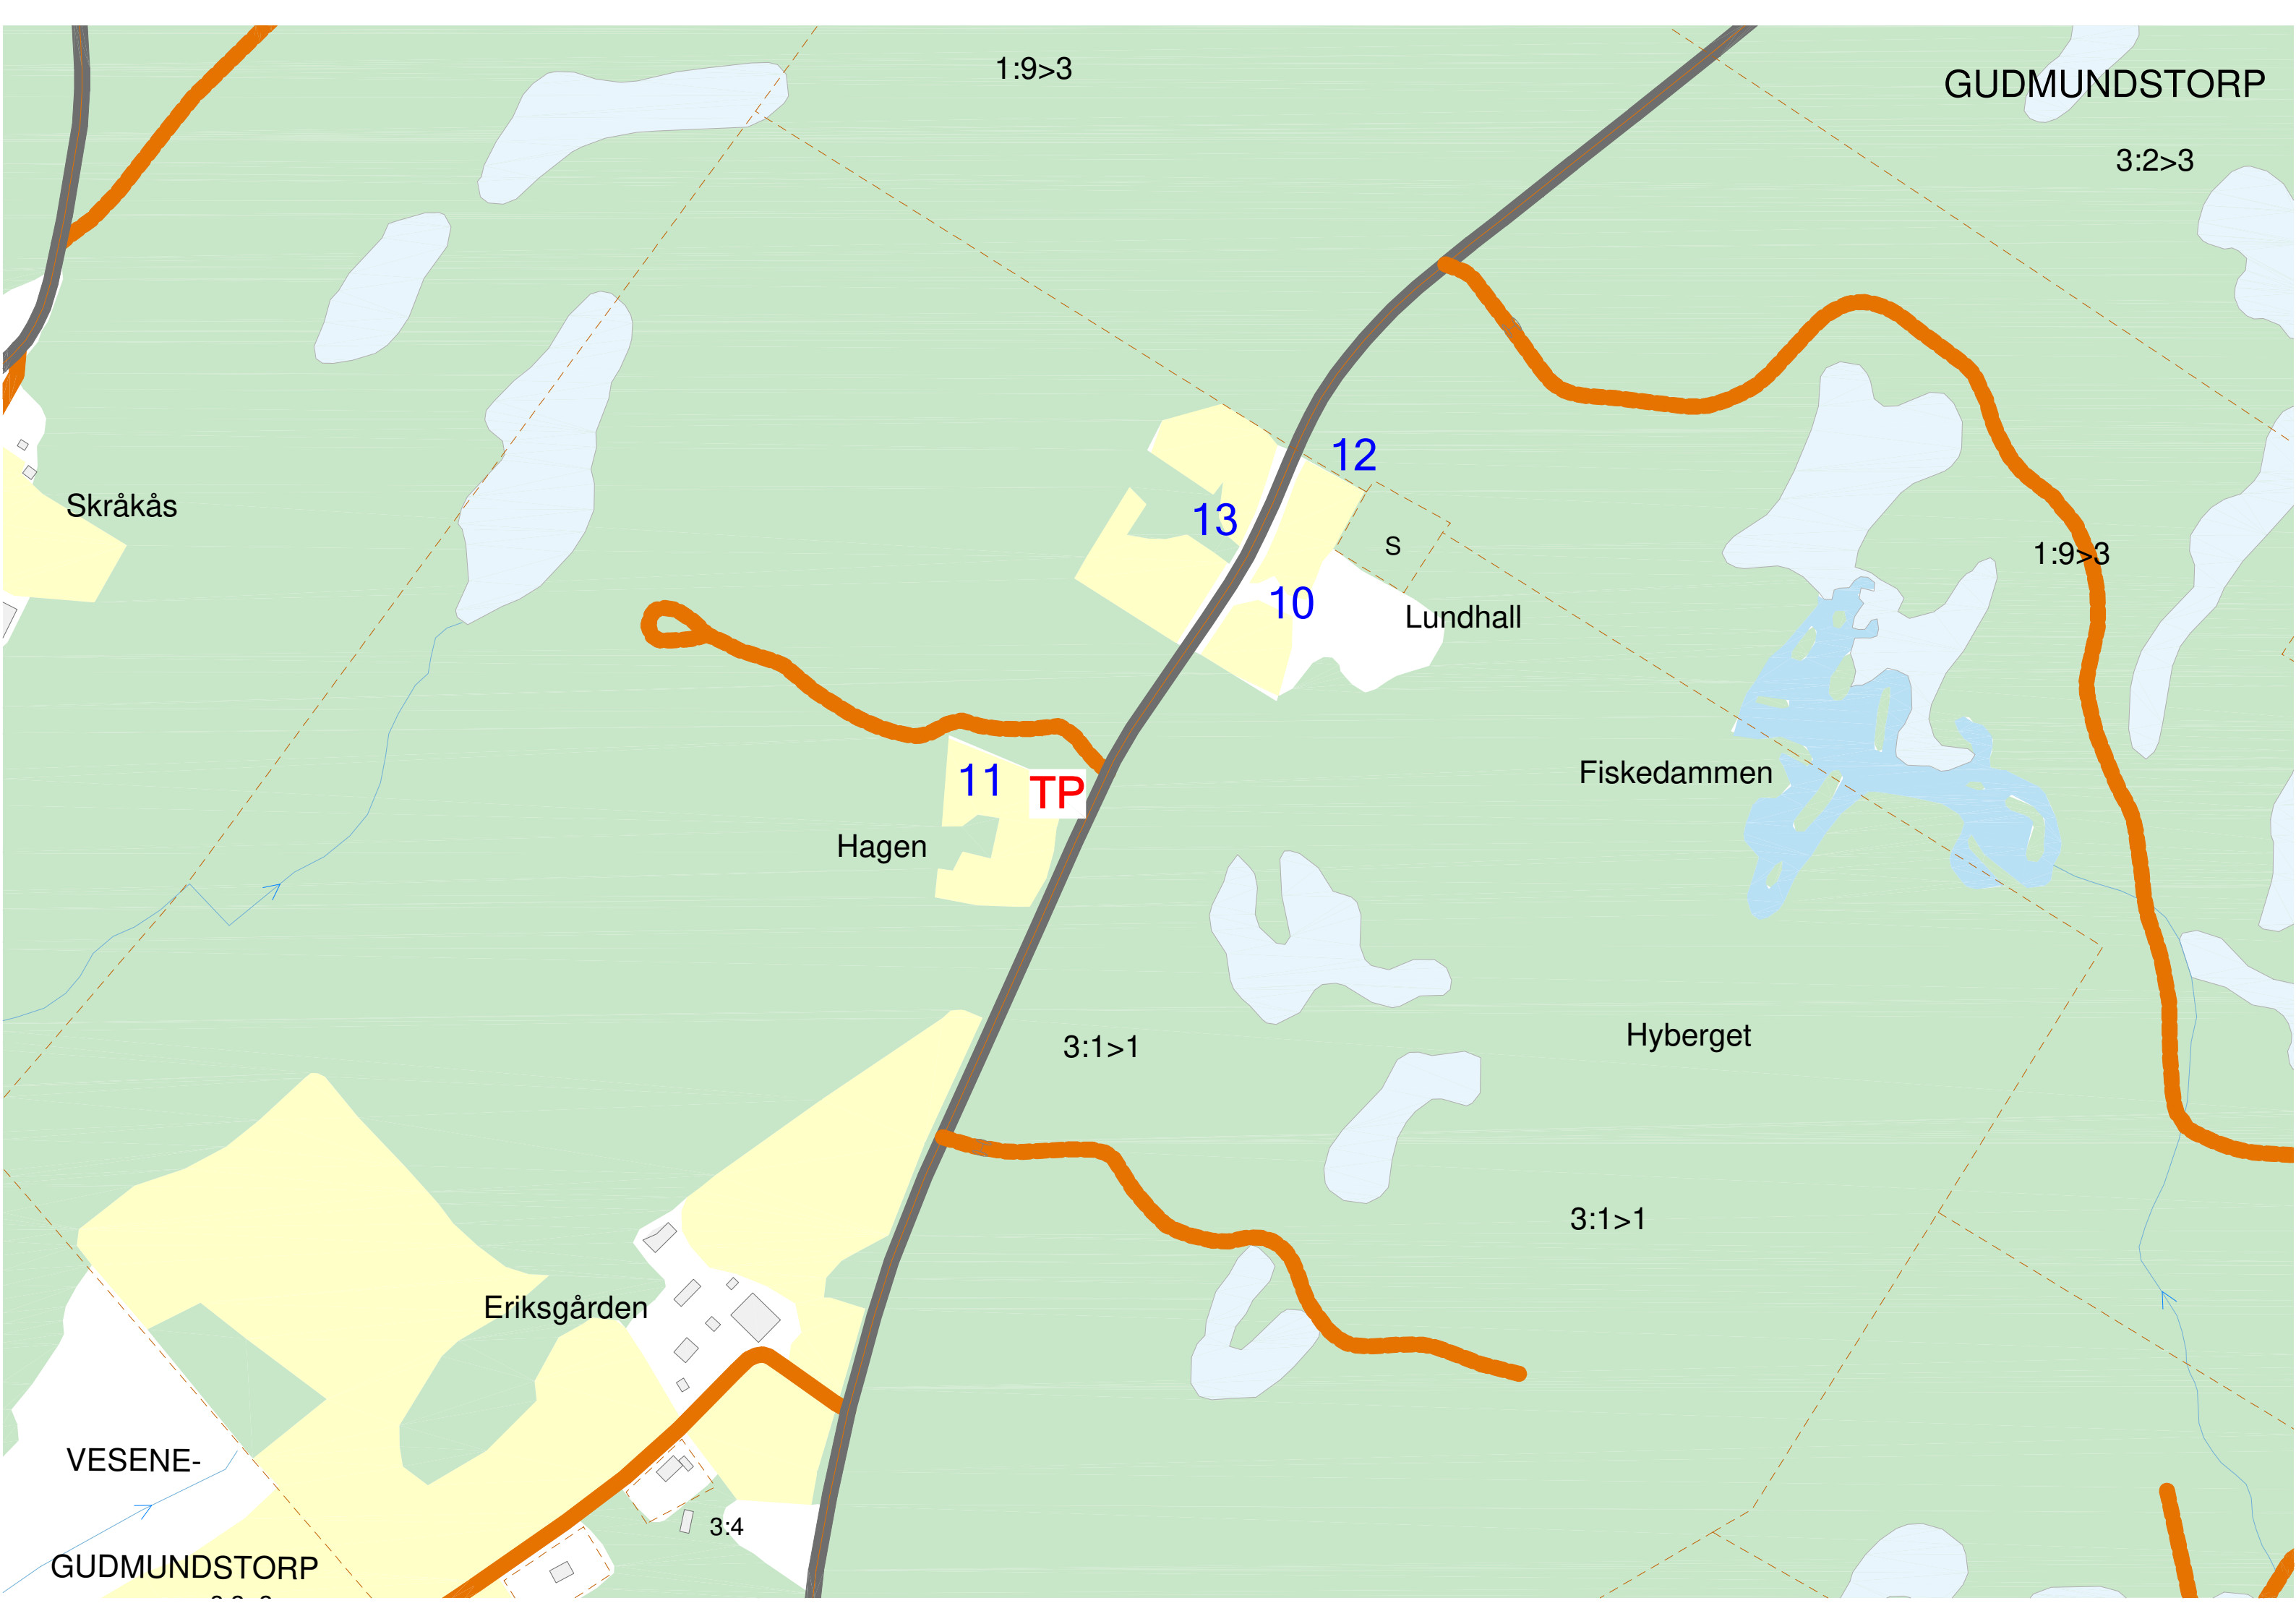 1:9>3
GUDMUNDSTORP
3:2>3
12
Skråkås
13
S
1:9>3
10
Lundhall
11
TP
Fiskedammen
Hagen
Hyberget
3:1>1
3:1>1
Eriksgården
VESENE-
3:4
GUDMUNDSTORP